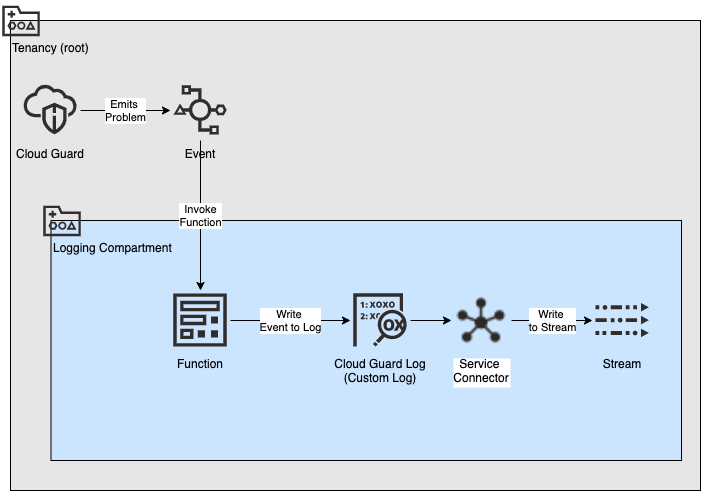 Tenancy (root)
Emits
Problem
Cloud Guard
Event
Invoke
Function
Logging Compartment
1: XOXO
2: X
OX
Write
Event to Log
Write
to Stream
Function
Cloud Guard Log
(Custom Log)
Service
Connector
Stream